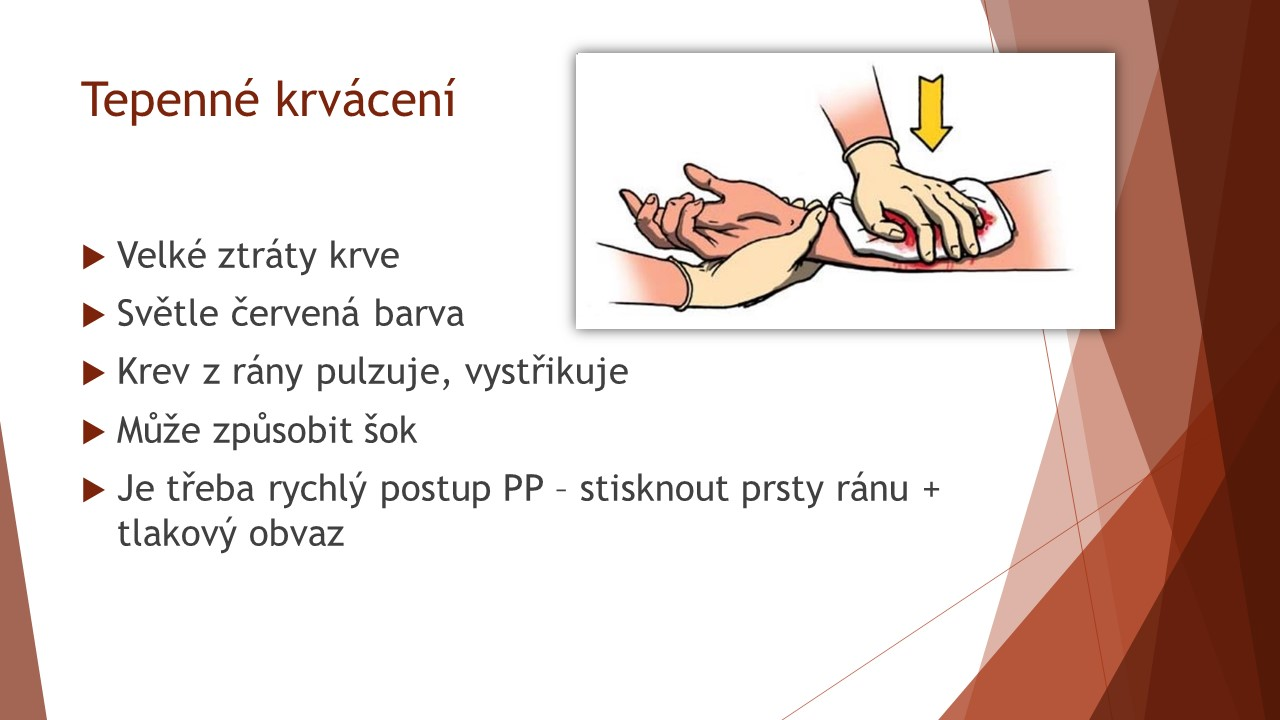 Tepenné krvácení
Velké ztráty krve
Světle červená barva
Krev z rány pulzuje, vystřikuje
Může způsobit šok
Je třeba rychlý postup PP – stisknout prsty ránu +
tlakový obvaz